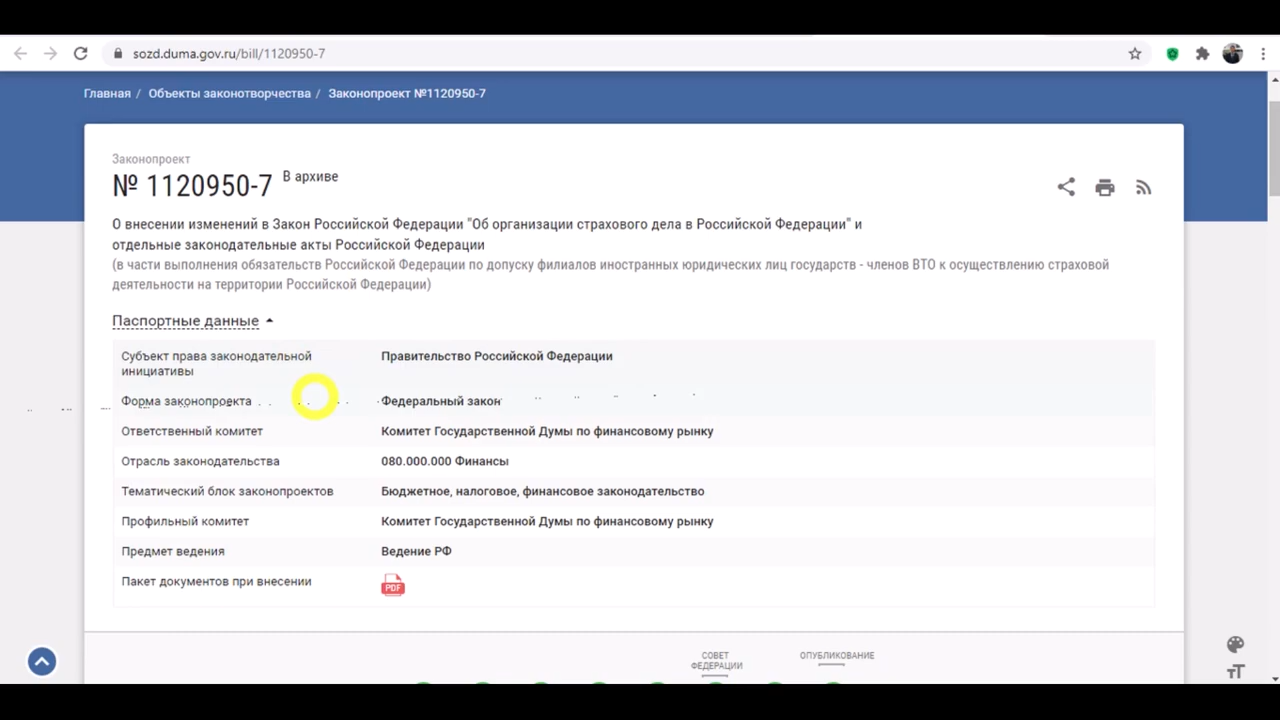 sozd.duma.gov.ru/bill/1120950-7
Главная / Объекты законотворчества / Законопроект №1120950-7
Законопроект
№ 1120950-7 В архиве
О внесении изменений в Закон Российской Федерации "Об организации страхового дела в Российской Федерации" и
отдельные законодательные акты Российской Федерации
(в части выполнения обязательств Российской Федерации по допуску филиалов иностранных юридических лиц государств - членов ВТО к осуществлению страховой
деятельности на территории Российской Федерации)
Паспортные данные
Субъект права законодательной
инициативы
Правительство Российской Федерации
Форма законопроекта Федеральный закон
Ответственный комитет Комитет Государственной Думы по финансовому рынку
Отрасль законодательства 080.000.000 Финансы
Тематический блок законопроектов Бюджетное, налоговое, финансовое законодательство
Профильный комитет Комитет Государственной Думы по финансовому рынку
Предмет ведения Ведение РФ
Пакет документов при внесении PDF
СОВЕТ
ФЕДЕРАЦИИ
ОПУБЛИКОВАНИЕ
тТ